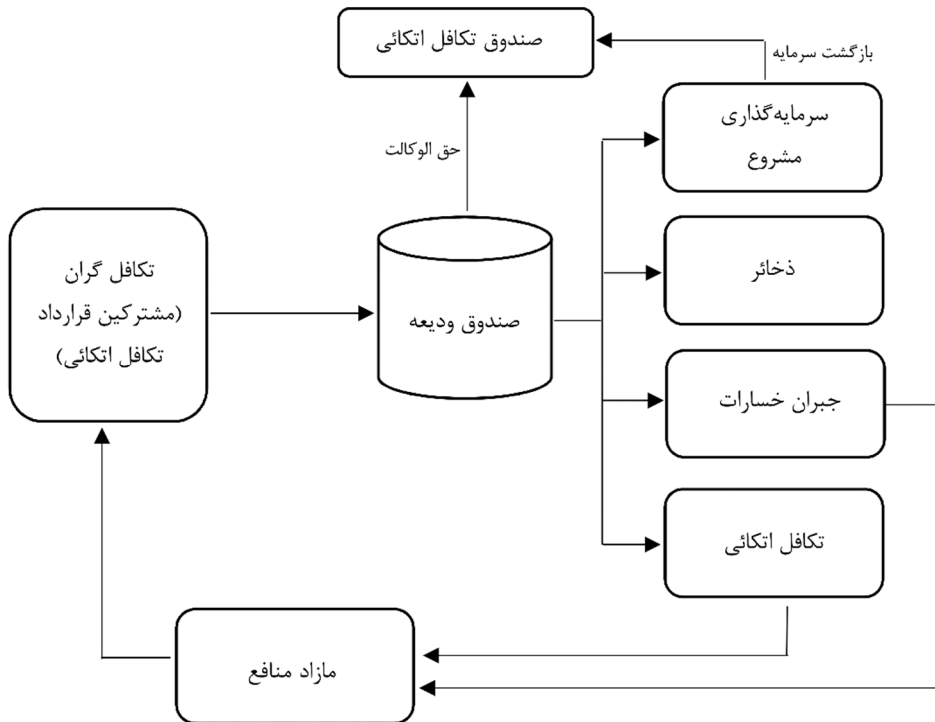 صندوق تکافل اتکائی
بازگشت سرمایه
سرمایه‌گذاری
مشروع
حق الوکالت
تکافل گران
(مشترکین قرارداد
تکافل اتکائی)
صندوق ودیعه
ذخائر
جبران خسارات
تکافل اتکائی
مازاد منافع